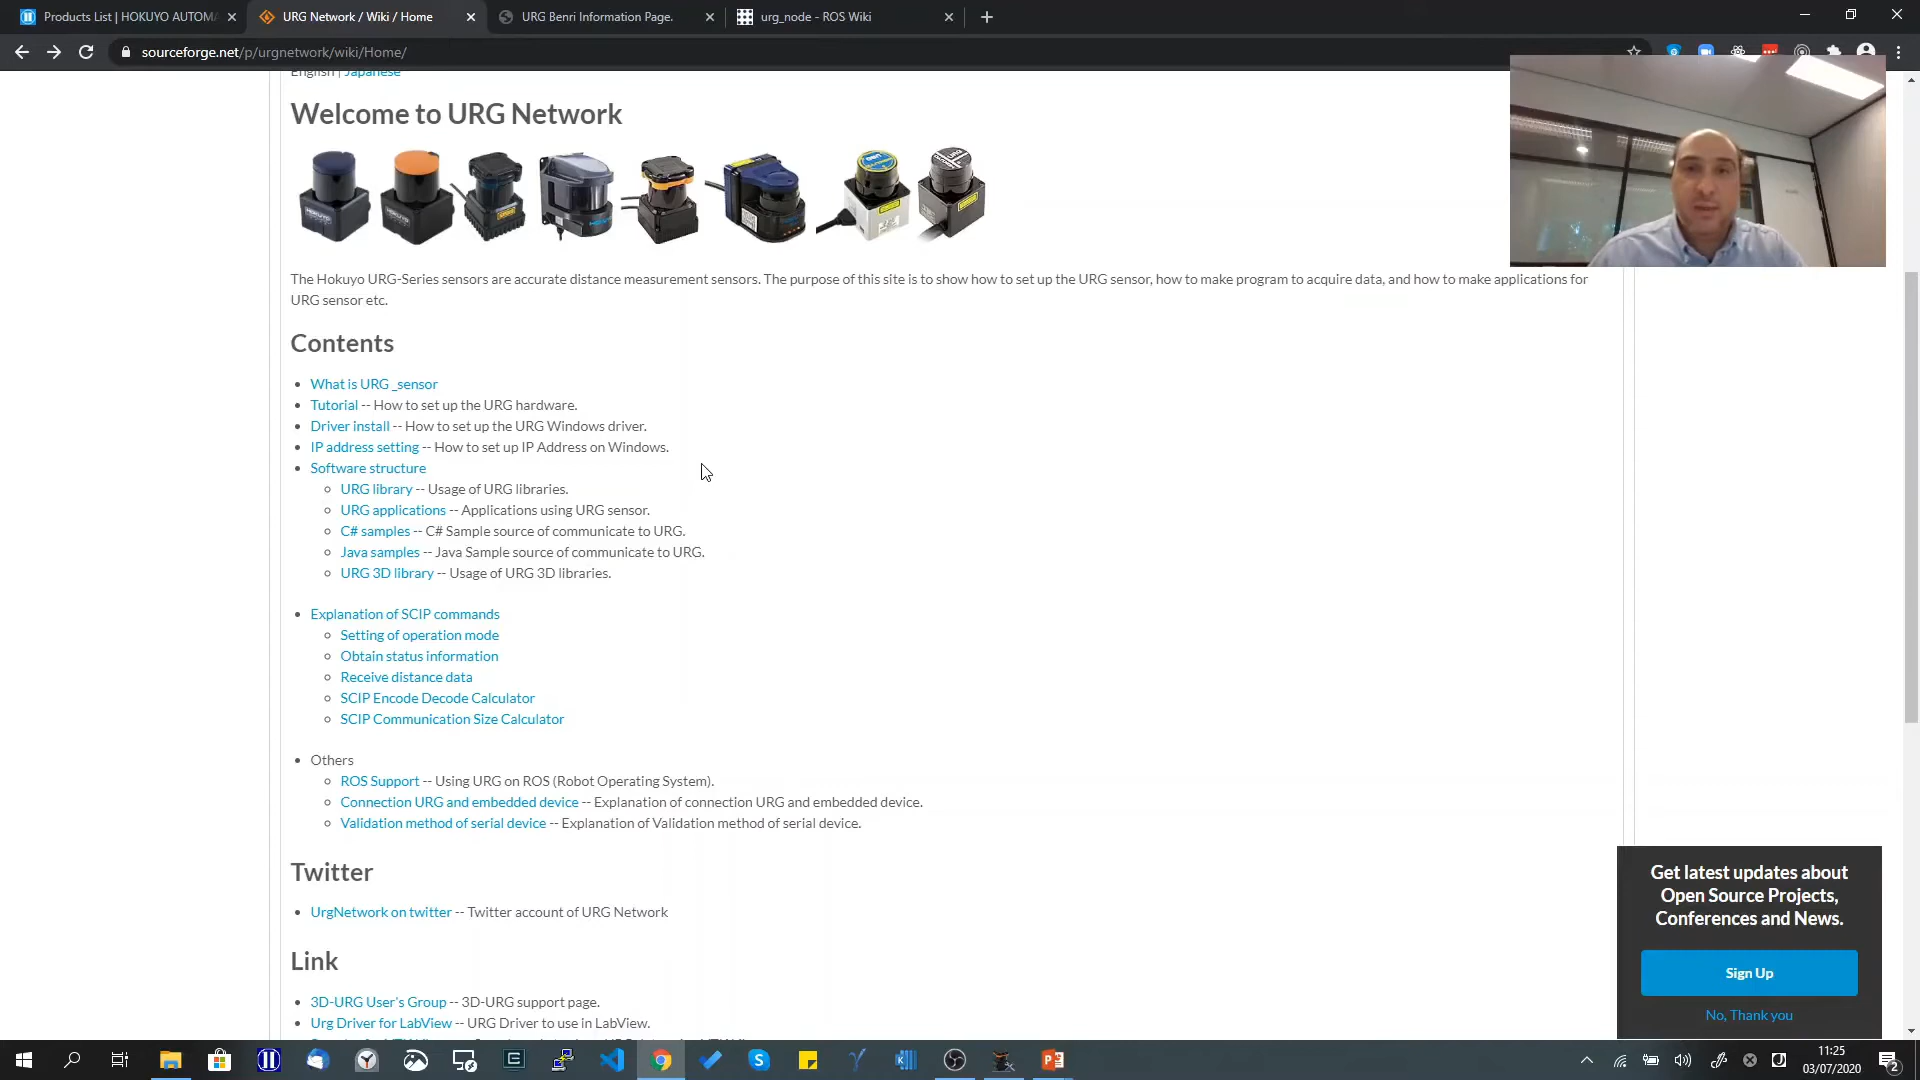 Products List | HOKUYO AUTOMA
URG Network / Wiki / Home
URG Benri Information Page.
urg_node - ROS Wiki
sourceforge.net/p/urgnetwork/wiki/Home/
English | Japanese
Welcome to URG Network
The Hokuyo URG-Series sensors are accurate distance measurement sensors. The purpose of this site is to show how to set up the URG sensor, how to make program to acquire data, and how to make applications for
URG sensor etc.
Contents
What is URG _sensor
Tutorial -- How to set up the URG hardware.
Driver install -- How to set up the URG Windows driver.
IP address setting -- How to set up IP Address on Windows.
Software structure
URG library -- Usage of URG libraries.
URG applications -- Applications using URG sensor.
C# samples -- C# Sample source of communicate to URG.
Java samples -- Java Sample source of communicate to URG.
URG 3D library -- Usage of URG 3D libraries.
Explanation of SCIP commands
Setting of operation mode
Obtain status information
Receive distance data
SCIP Encode Decode Calculator
SCIP Communication Size Calculator
Others
ROS Support -- Using URG on ROS (Robot Operating System).
Connection URG and embedded device -- Explanation of connection URG and embedded device.
Validation method of serial device -- Explanation of Validation method of serial device.
Twitter
UrgNetwork on twitter -- Twitter account of URG Network
Link
3D-URG User's Group -- 3D-URG support page.
Urg Driver for LabView -- URG Driver to use in LabView.
Get latest updates about
Open Source Projects,
Conferences and News.
Sign Up
No, Thank you
11:25
03/07/2020
2